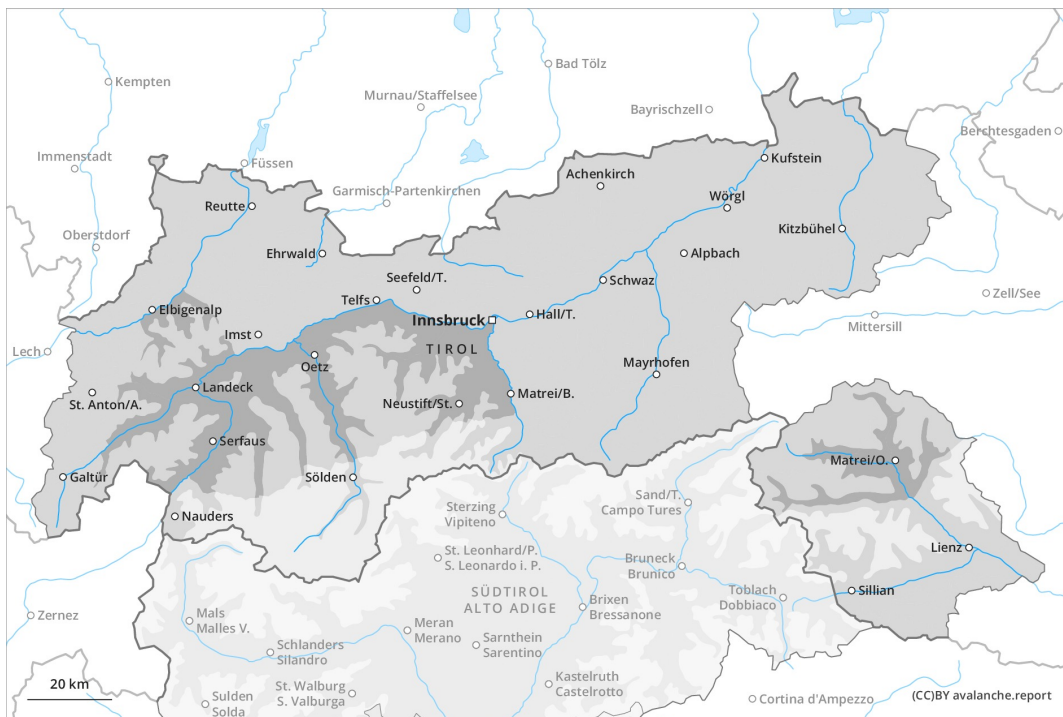 Kempten
Bad Tölz
Murnau/Staffelsee
Bayrischzell
Berchtesgaden
Immenstadt
Füssen
Kufstein
Achenkirch
Garmisch-Partenkirchen
Reutte
Wörgl
Oberstdorf
Kitzbühel
Ehrwald
Alpbach
Seefeld/T.
Schwaz
Zell/See
Telfs
Elbigenalp
Innsbruck
Hall/T.
Mittersill
Imst
TIROL
Lech
Oetz
Mayrhofen
Landeck
St. Anton/A.
Neustift/St.
Matrei/B.
Serfaus
Matrei/O.
Galtür
Sölden
Sand/T.
Campo Tures
Sterzing
Vipiteno
Nauders
Lienz
St. Leonhard/P.
S. Leonardo i. P.
Bruneck
Brunico
SÜDTIROL
ALTO ADIGE
Toblach
Dobbiaco
Sillian
Brixen
Bressanone
Zernez
Mals
Malles V.
Meran
Merano
Sarnthein
Sarentino
Schlanders
Silandro
Kastelruth
Castelrotto
20 km
St. Walburg
S. Valburga
Sulden
Solda
Cortina d'Ampezzo
(CC)BY avalanche.report